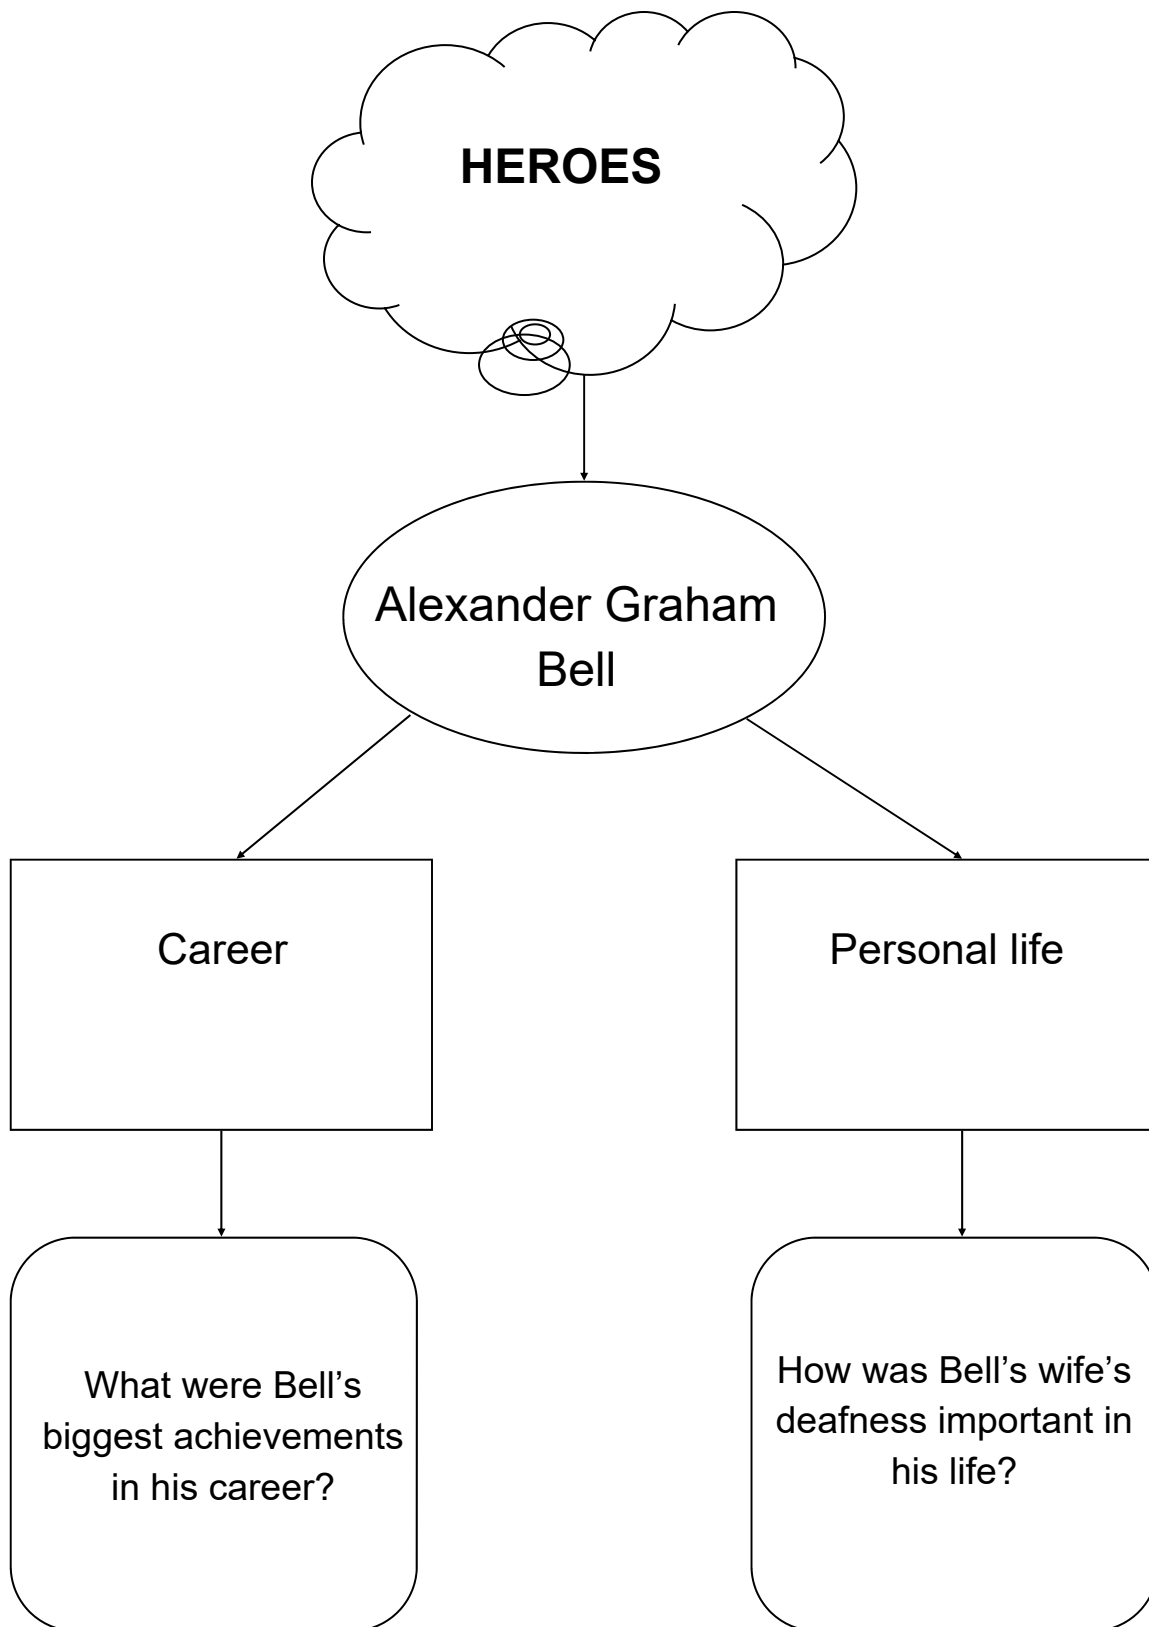 HEROES
Alexander Graham
Bell
Career
Personal life
What were Bell’s
biggest achievements
in his career?
How was Bell’s wife’s
deafness important in
his life?